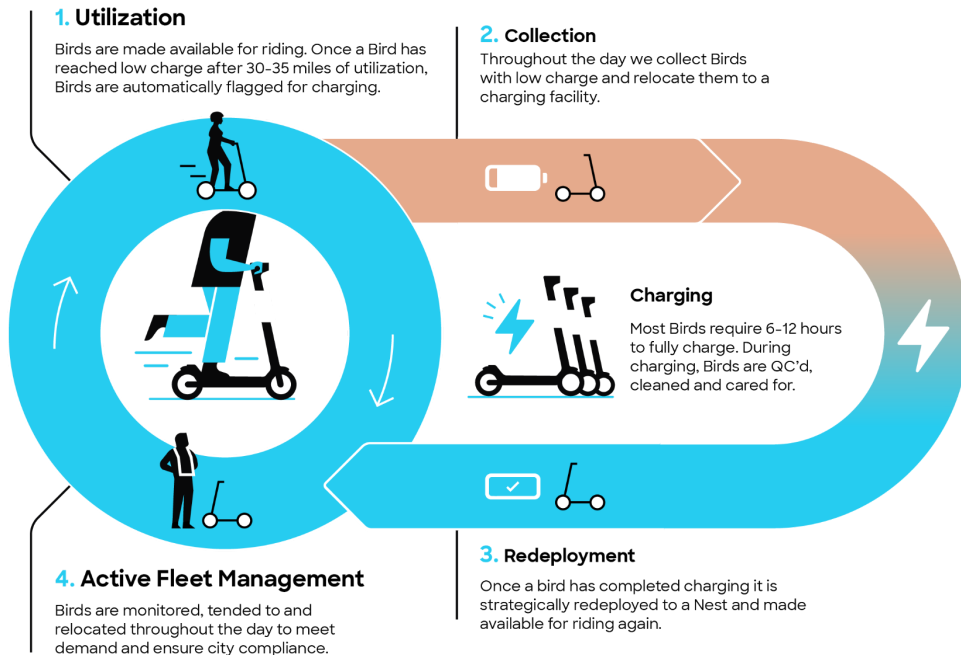 1. Utilization
Birds are made available for riding. Once a Bird has
reached low charge after 30-35 miles of utilization,
Birds are automatically flagged for charging.
2. Collection
Throughout the day we collect Birds
with low charge and relocate them to a
charging facility.
Charging
Most Birds require 6-12 hours
to fully charge. During
charging, Birds are QC'd,
cleaned and cared for.
3. Redeployment
Once a bird has completed charging it is
strategically redeployed to a Nest and made
available for riding again.
4. Active Fleet Management
Birds are monitored, tended to and
relocated throughout the day to meet
demand and ensure city compliance.